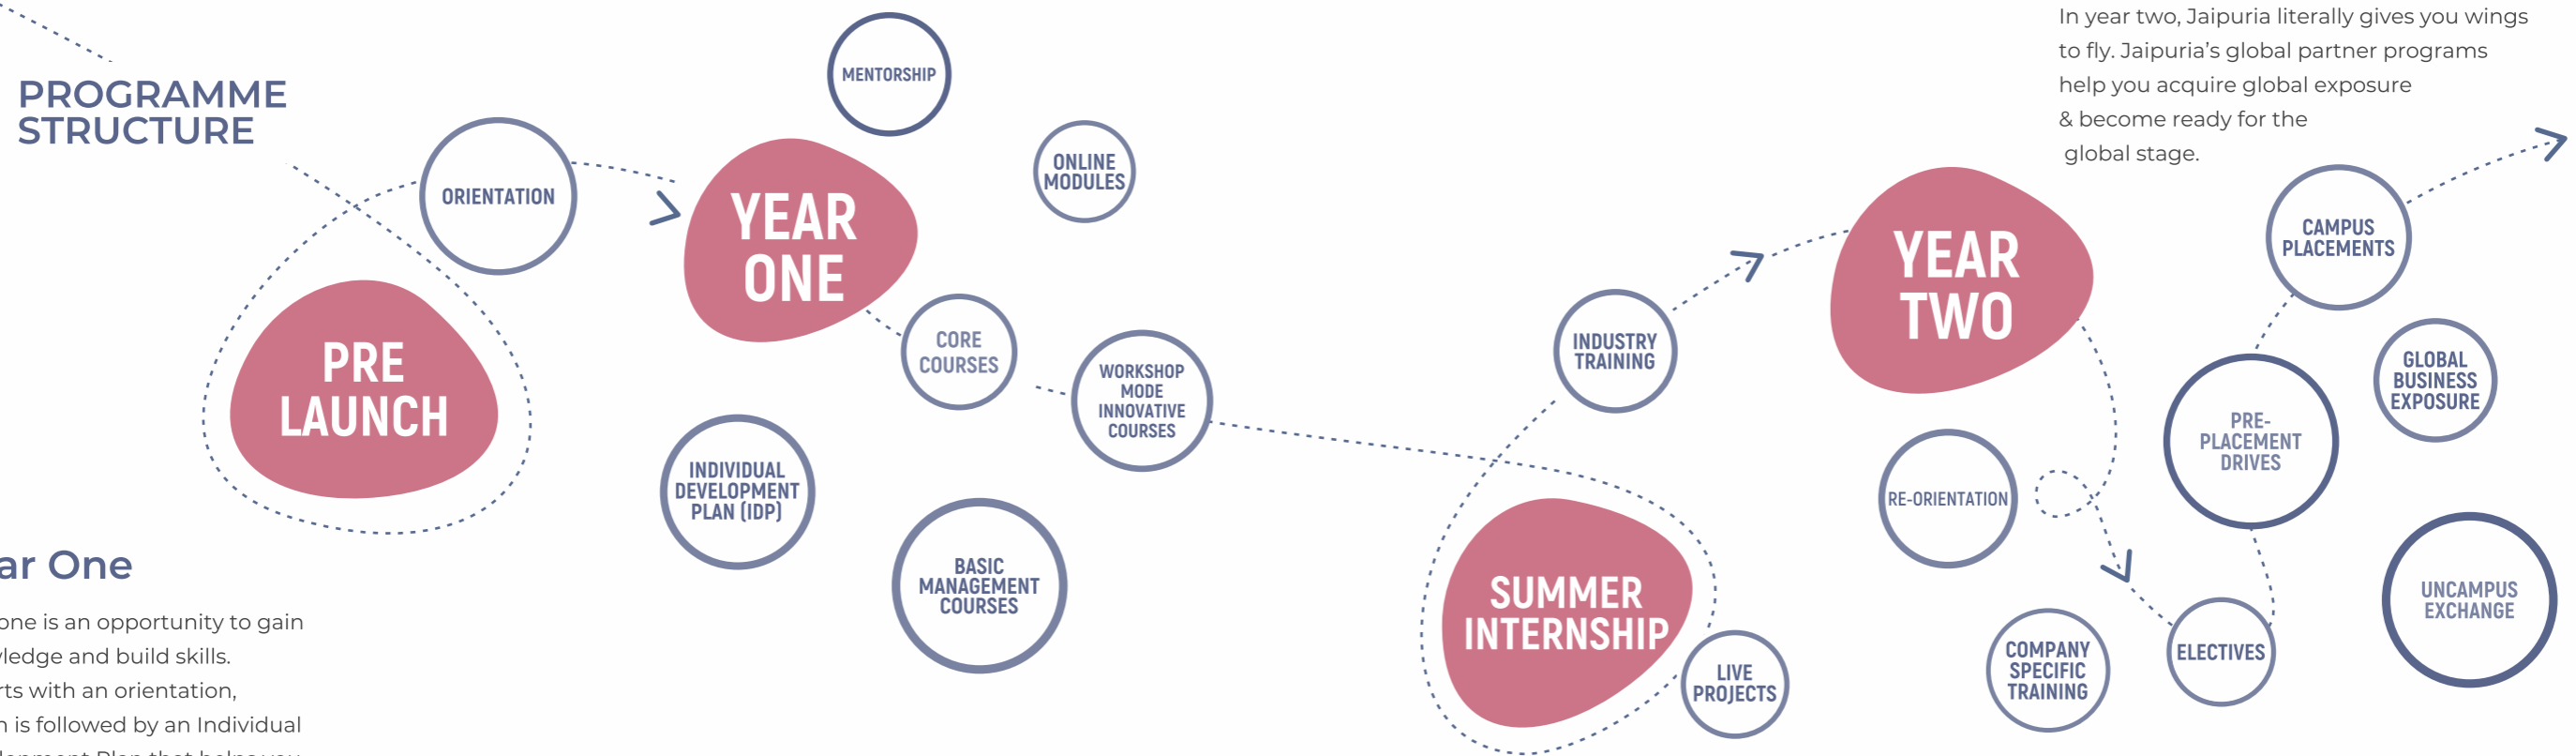 PROGRAMME
STRUCTURE
ORIENTATION
PRE
LAUNCH
ar One
one is an opportunity to gain
ledge and build skills.
rts with an orientation,
n is followed by an Individual
MENTORSHIP
ONLINE
MODULES
YEAR
ONE
CORE
COURSES
WORKSHOP
MODE
INNOVATIVE
COURSES
INDIVIDUAL
DEVELOPMENT
PLAN (IDP)
BASIC
MANAGEMENT
COURSES
INDUSTRY
TRAINING
SUMMER
INTERNSHIP
LIVE
PROJECTS
In year two, Jaipuria literally gives you wings
to fly. Jaipuria’s global partner programs
help you acquire global exposure
& become ready for the
global stage.
YEAR
TWO
RE-ORIENTATION
COMPANY
SPECIFIC
TRAINING
ELECTIVES
PRE-
PLACEMENT
DRIVES
CAMPUS
PLACEMENTS
GLOBAL
BUSINESS
EXPOSURE
UNCAMPUS
EXCHANGE